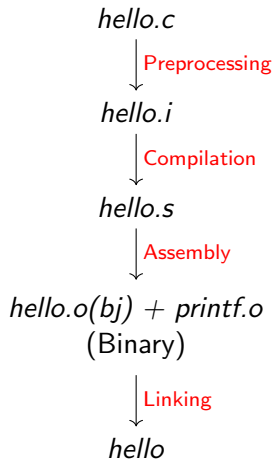 hello.c
Preprocessing
hello.i
Compilation
hello.s
Assembly
hello.o(bj) + printf.o
(Binary)
Linking
hello